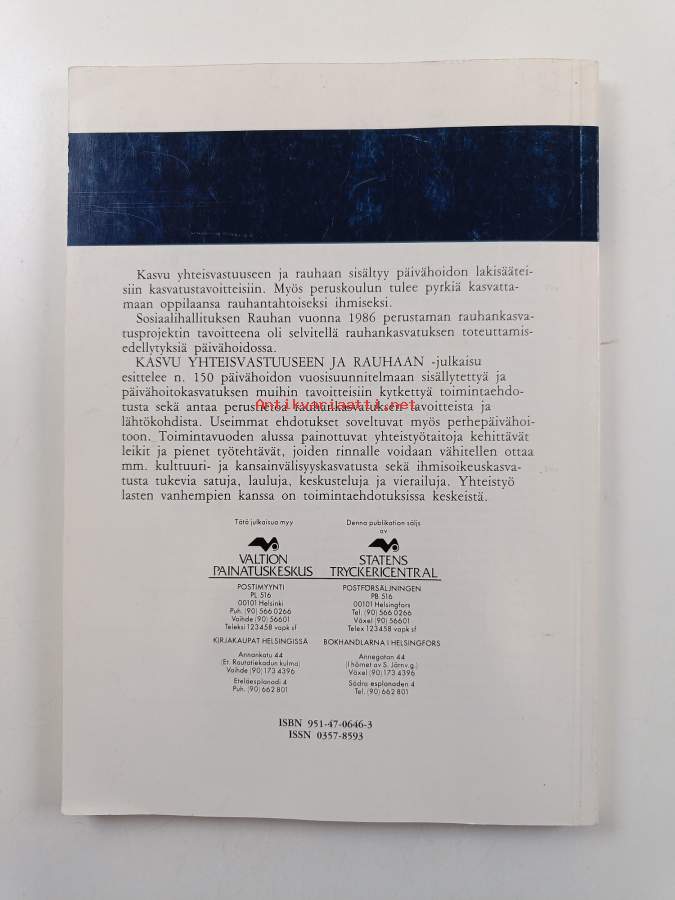 Kasvu yhteisvastuuseen ja rauhaan sisältyy päivähoidon lakisäätei-
siin kasvatustavoitteisiin. Myös peruskoulun tulee pyrkiä kasvatta-
maan oppilaansa rauhantahtoiseksi ihmiseksi.
Sosiaalihallituksen Rauhan vuonna 1986 perustaman rauhankasva-
tusprojektin tavoitteena oli selvitellä rauhankasvatuksen toteuttamis-
edellytyksiä päivähoidossa.
KASVU YHTEISVASTUUSEEN JA RAUHAAN -julkaisu
esittelee n. 150 päivähoidon vuosisuunnitelmaan sisällytettyä ja
päivähoitokasvatuksen muihin tavoitteisiin kytkettyä toimintaehdo-
tusta sekä antaa perustietoa rauhankasvatuksen tavoitteista ja
Antikvariaatti.net
lähtökohdista. Useimmat ehdotukset soveltuvat myös perhepäivähoi-
toon. Toimintavuoden alussa painottuvat yhteistyötaitoja kehittävät
leikit ja pienet työtehtävät, joiden rinnalle voidaan vähitellen ottaa
mm. kulttuuri- ja kansainvälisyyskasvatusta sekä ihmisoikeuskasva-
tusta tukevia satuja, lauluja, keskusteluja ja vierailuja. Yhteistyö
lasten vanhempien kanssa on toimintaehdotuksissa keskeistä.
Tätä julkaisua myy
VALTION
PAINATUSKESKUS
POSTIMYYNTI
PL 516
00101 Helsinki
Puh. (90) 566 0266
Vaihde (90) 56601
Teleksi 123458 vapk sf
KIRJAKAUPAT HELSINGISSÄ
Annankatu 44
(Et. Rautatiekadun kulma)
Vaihde (90) 173 4396
Eteläesplanadi 4
Puh. (90) 662 801
Denna publikation säljs
av
STATENS
TRYCKERICENTRAL
POSTFÖRSÄLJNINGEN
PB 516
00101 Helsingfors
Tel. (90) 566 0266
Växel (90) 56601
Telex 123458 vapk sf
BOKHANDLARNA I HELSINGFORS
Annegatan 44
(I hörnet av S. Järnv.g.)
Växel (90) 173 4396
Södra esplanaden 4
Tel. (90) 662 801
ISBN 951-47-0646-3
ISSN 0357-8593